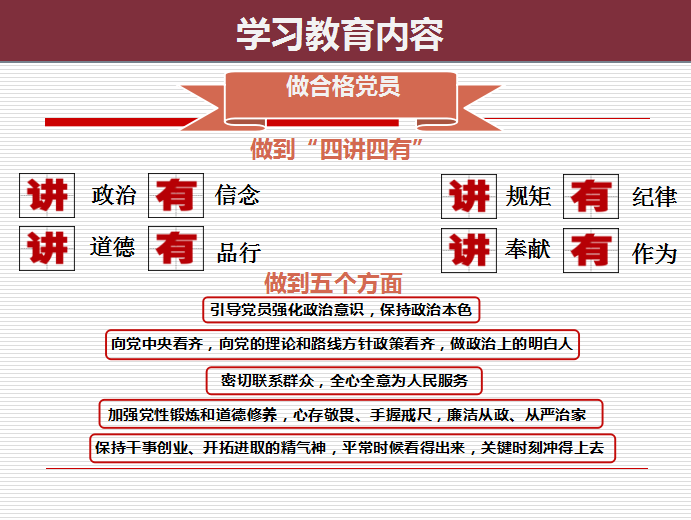 学习教育内容
做合格党员
做到“四讲四有”
讲 政治 有 信念 讲 规矩 有 纪律
讲 道德 有 品行 讲 奉献 有 作为
做到五个方面
引导党员强化政治意识，保持政治本色
向党中央看齐，向党的理论和路线方针政策看齐，做政治上的明白人
密切联系群众，全心全意为人民服务
加强党性锻炼和道德修养，心存敬畏、手握戒尺，廉洁从政、从严治家
保持干事创业、开拓进取的精气神，平常时候看得出来，关键时刻冲得上去